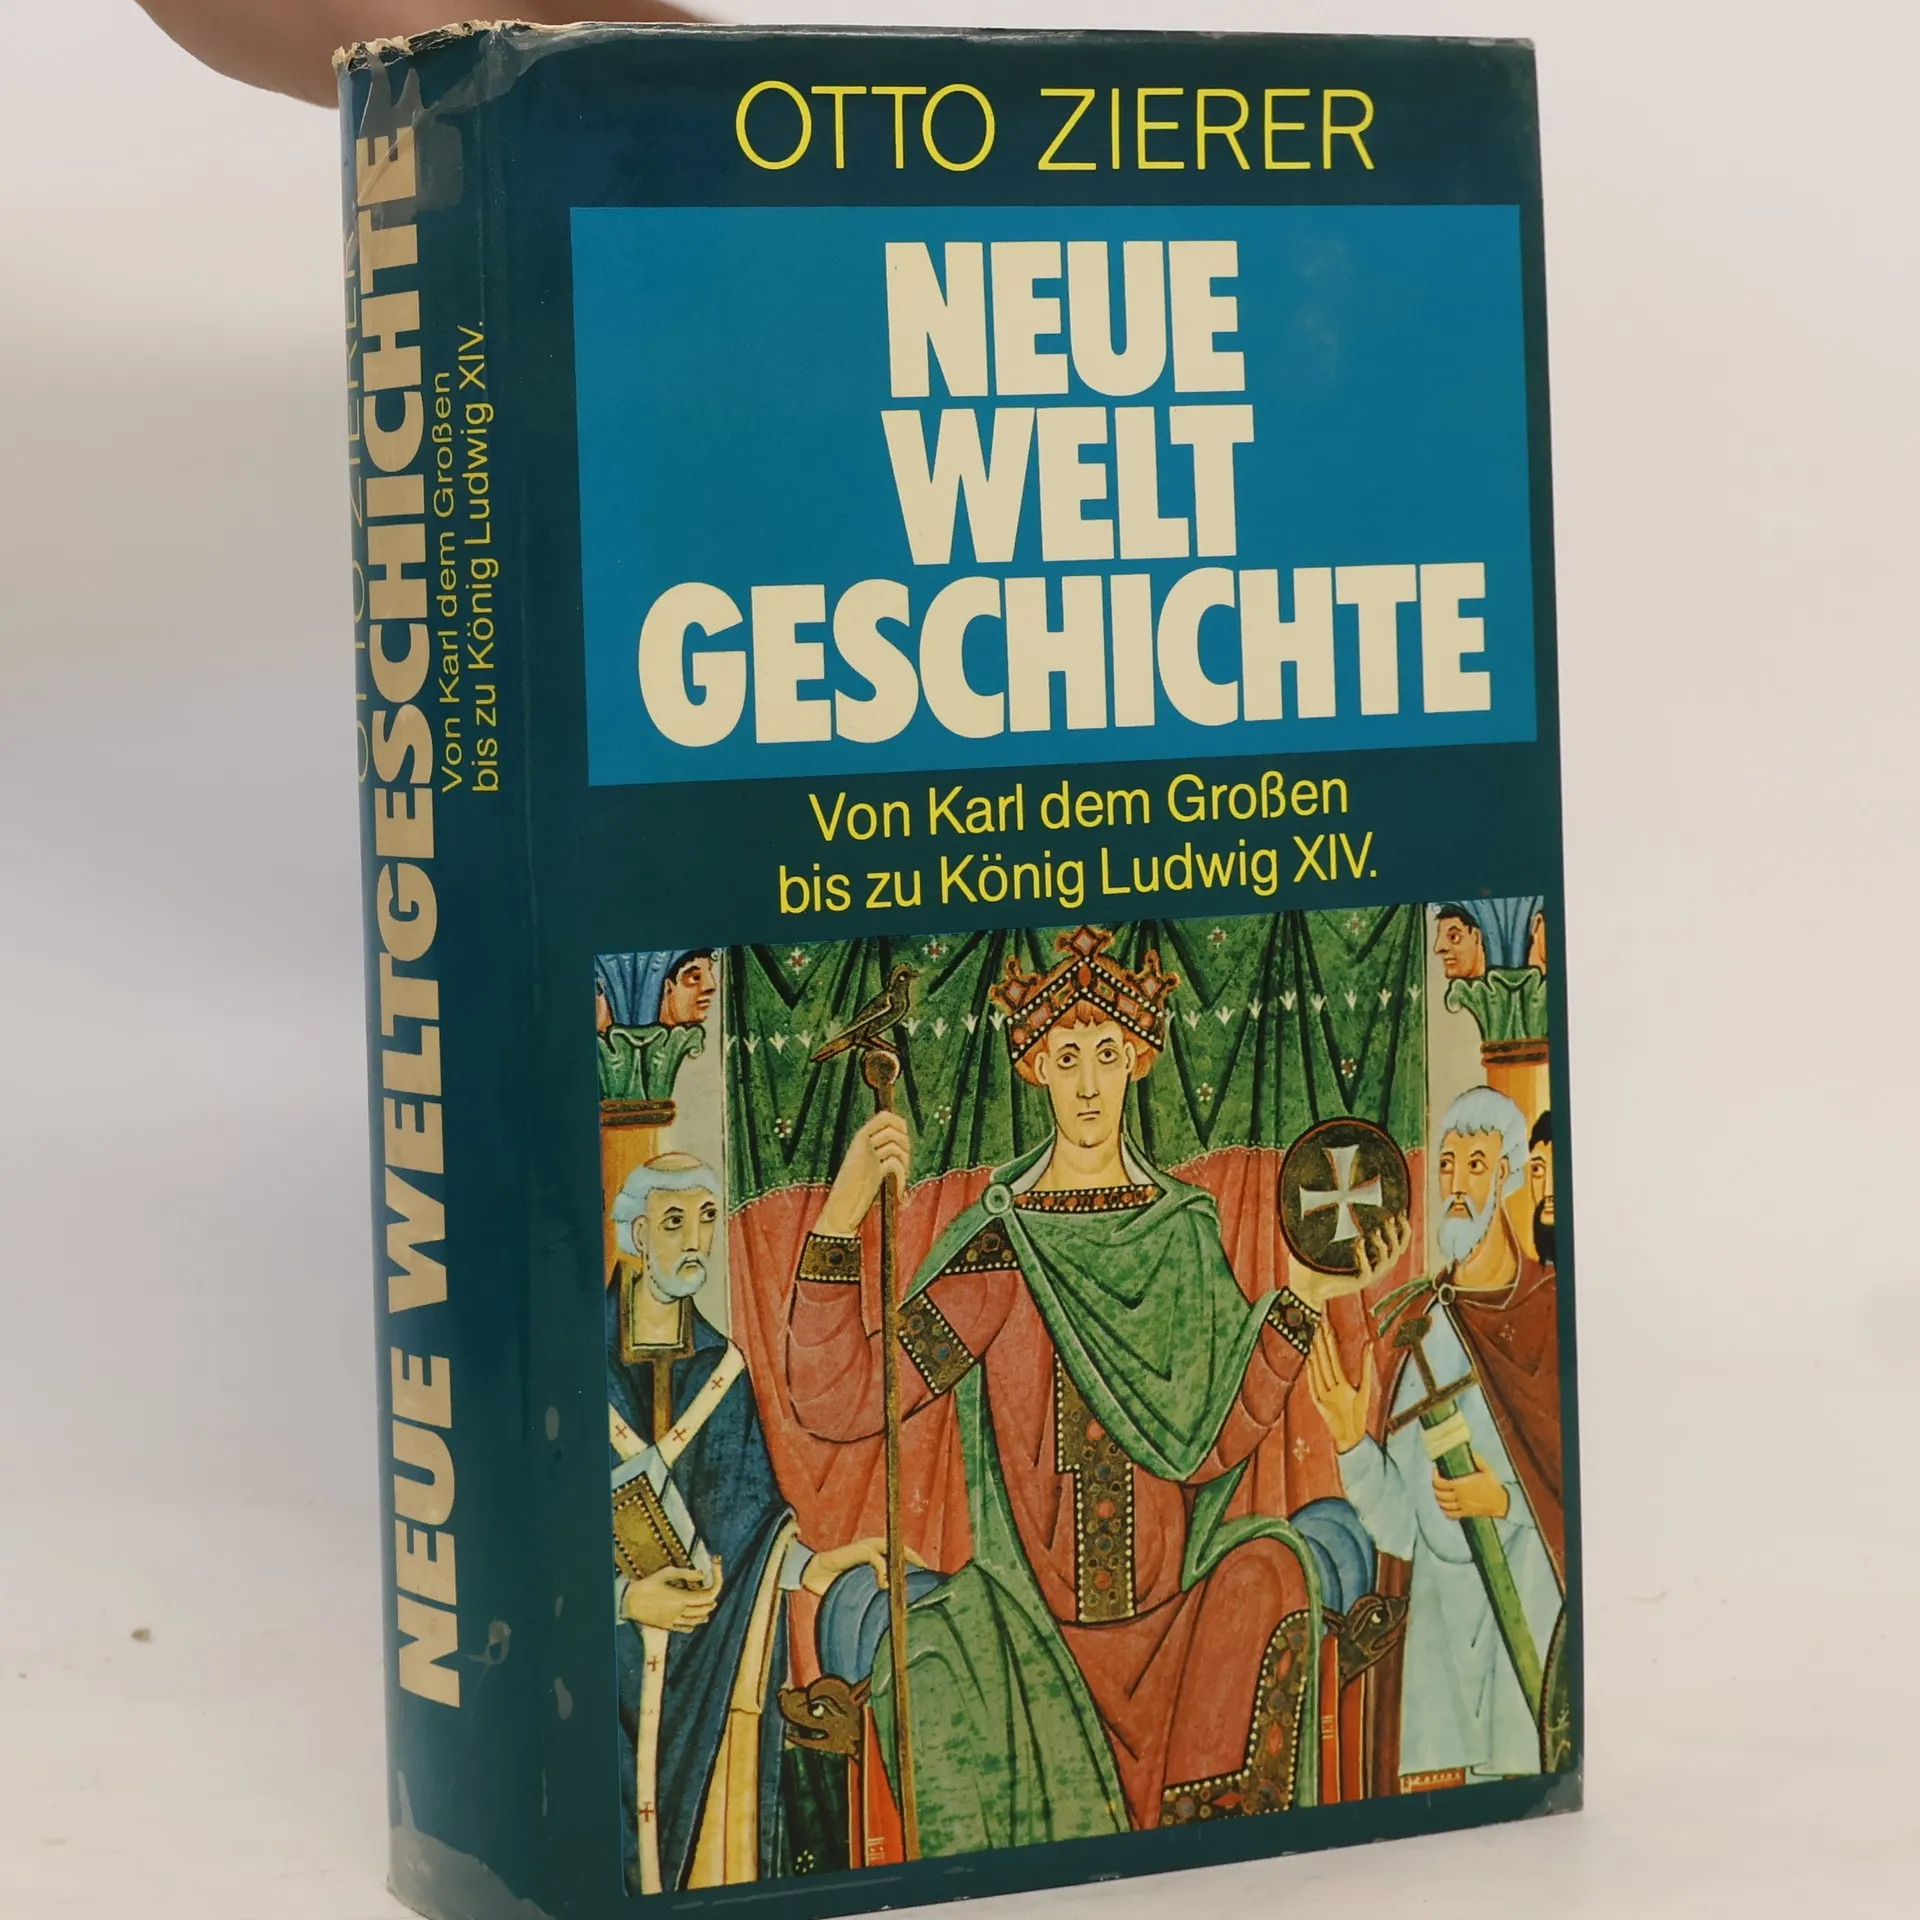 OTTO ZIERER
NEUE
WELT
GESCHICHTE
Von Karl dem Großen
bis zu König Ludwig XIV.
OTTO ZIERER
NEUE WELTGESCHICHTE
Von Karl dem Großen
bis zu König Ludwig XIV.